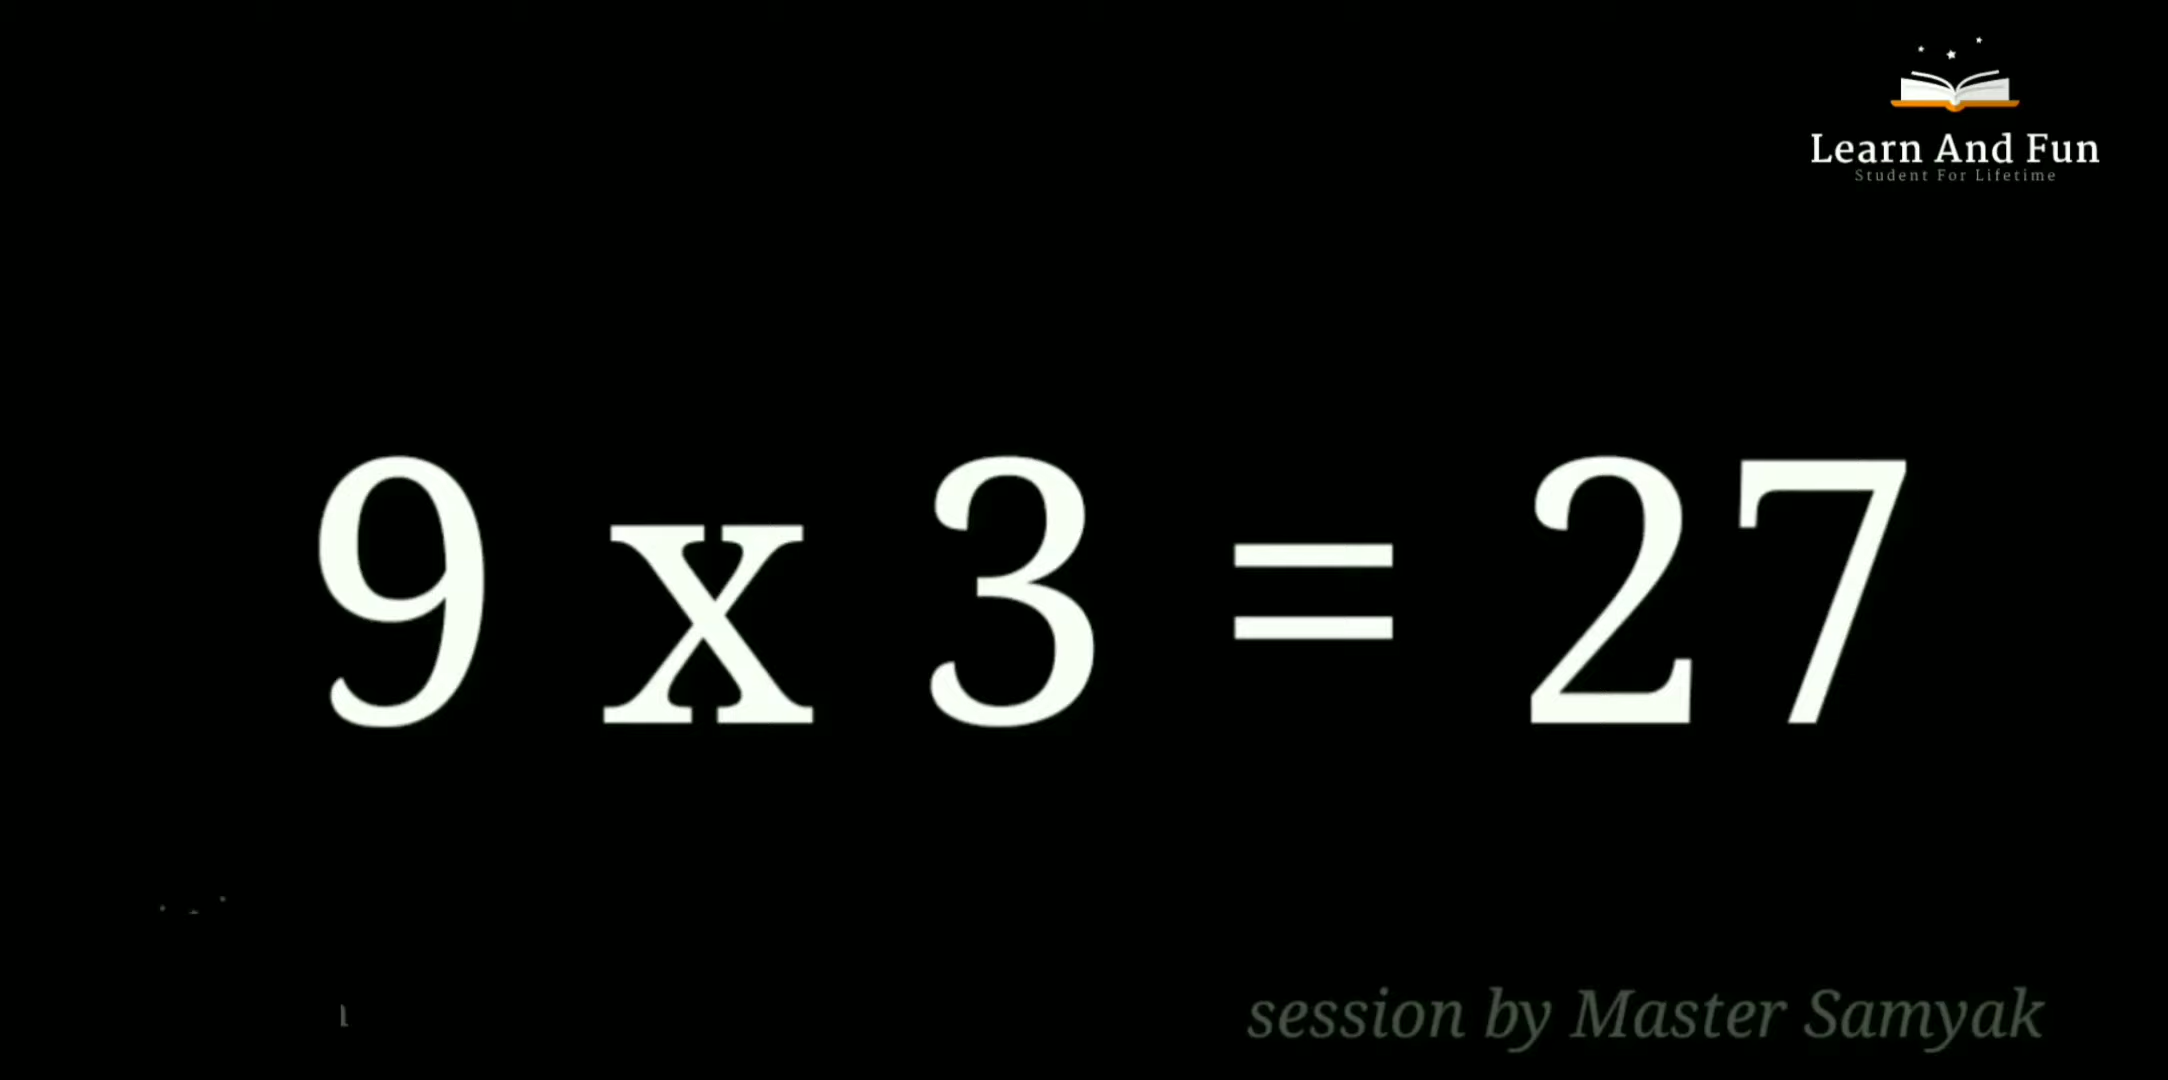 Learn And Fun
Student For Lifetime
9 x 3 = 27
session by Master Samyak